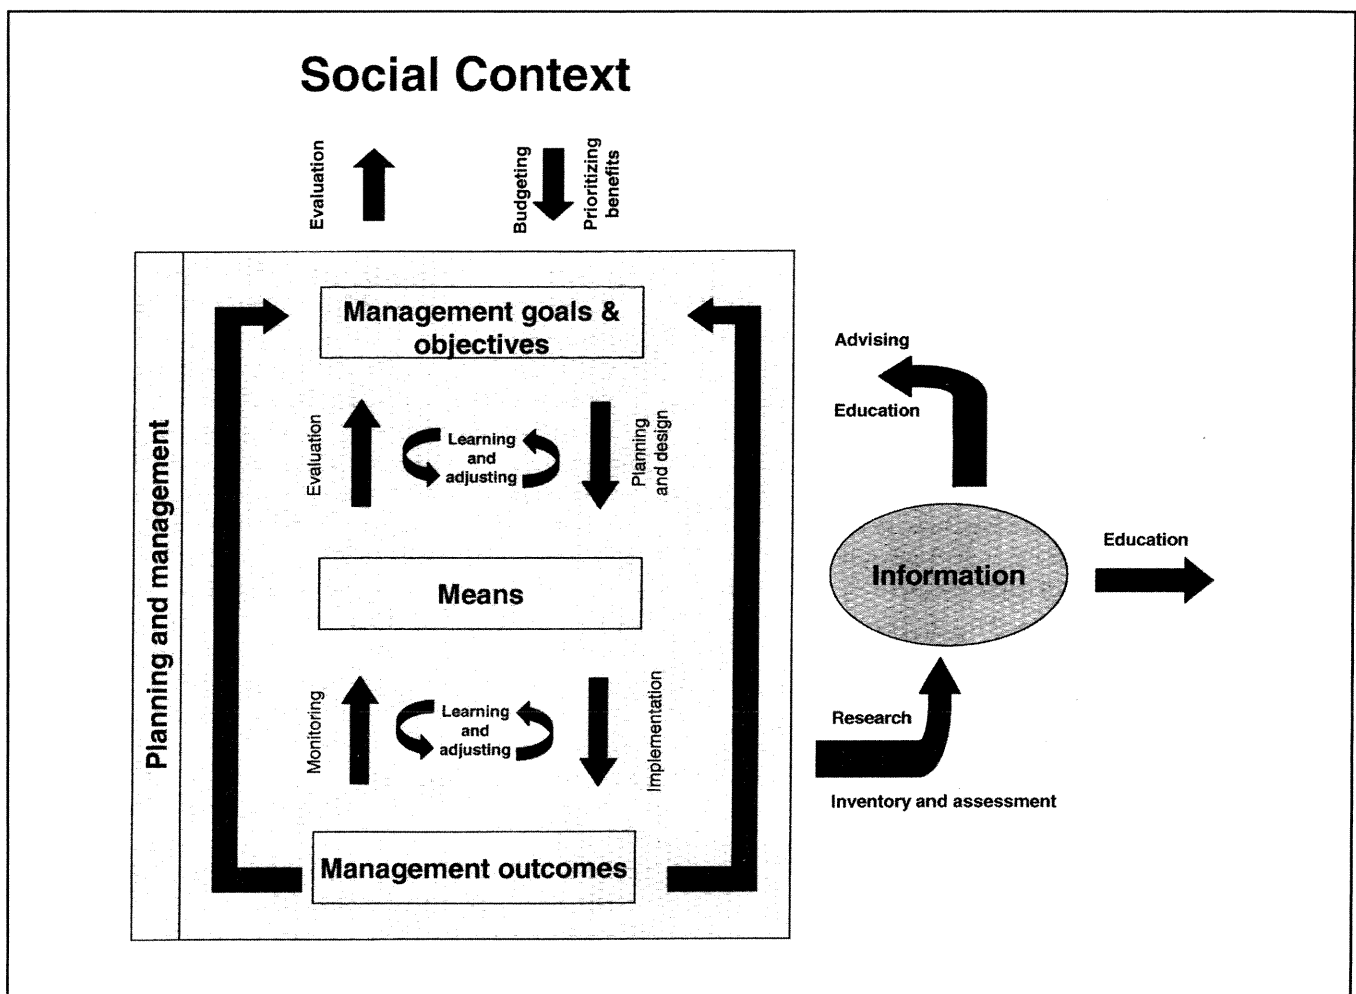 Social Context
Evaluation
Budgeting
Prioritizing
benefits
Planning and management
Management goals &
objectives
Evaluation
Learning
and
adjusting
Planning
and design
Means
Monitoring
Learning
and
adjusting
Implementation
Management outcomes
Advising
Education
Information
Education
Research
Inventory and assessment